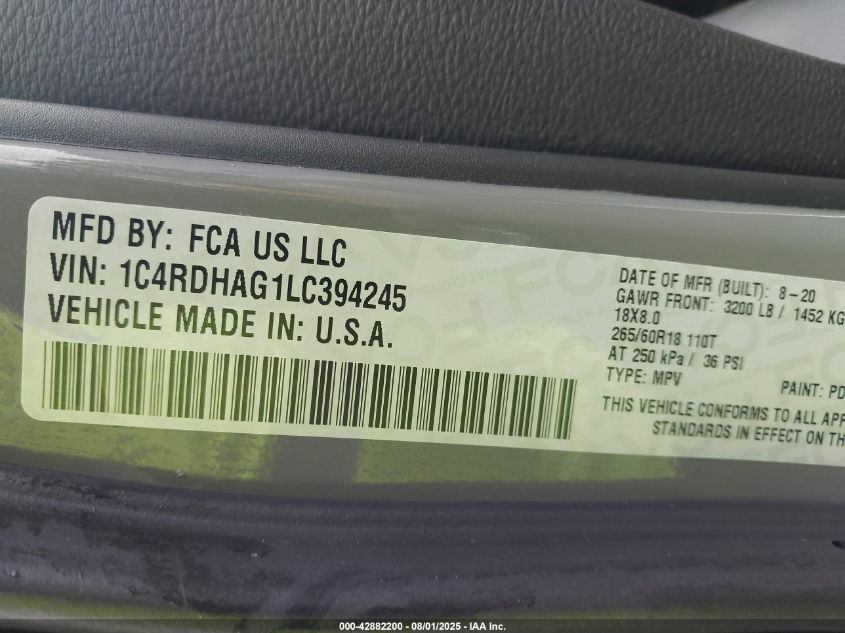 MFD BY: FCA US LLC
VIN: 1C4RDHAG1LC394245
VEHICLE MADE IN: U.S.A.
DATE OF MFR (BUILT): 8-20
GAWR FRONT: 3200 LB / 1452 KG
18X8.0
265/60R18 110T
AT 250 kPa / 36 PSI
TYPE: MPV
PAINT: PD
THIS VEHICLE CONFORMS TO ALL APP
STANDARDS IN EFFECT ON TH
000-42882200 - 08/01/2025 - IAA Inc.